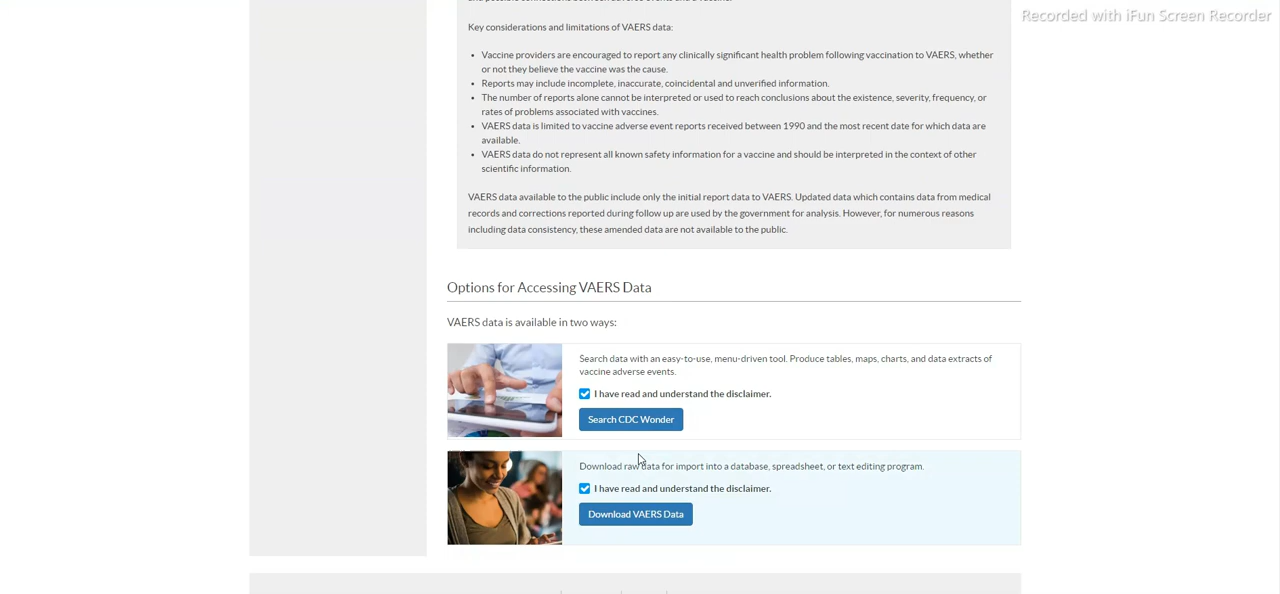 Recorded with iFun Screen Recorder
Key considerations and limitations of VAERS data:
Vaccine providers are encouraged to report any clinically significant health problem following vaccination to VAERS, whether
or not they believe the vaccine was the cause.
Reports may include incomplete, inaccurate, coincidental and unverified information.
The number of reports alone cannot be interpreted or used to reach conclusions about the existence, severity, frequency, or
rates of problems associated with vaccines.
VAERS data is limited to vaccine adverse event reports received between 1990 and the most recent date for which data are
available.
VAERS data do not represent all known safety information for a vaccine and should be interpreted in the context of other
scientific information.
VAERS data available to the public include only the initial report data to VAERS. Updated data which contains data from medical
records and corrections reported during follow up are used by the government for analysis. However, for numerous reasons
including data consistency, these amended data are not available to the public.
Options for Accessing VAERS Data
VAERS data is available in two ways:
Search data with an easy-to-use, menu-driven tool. Produce tables, maps, charts, and data extracts of
vaccine adverse events.
I have read and understand the disclaimer.
Search CDC Wonder
Download raw data for import into a database, spreadsheet, or text editing program.
I have read and understand the disclaimer.
Download VAERS Data